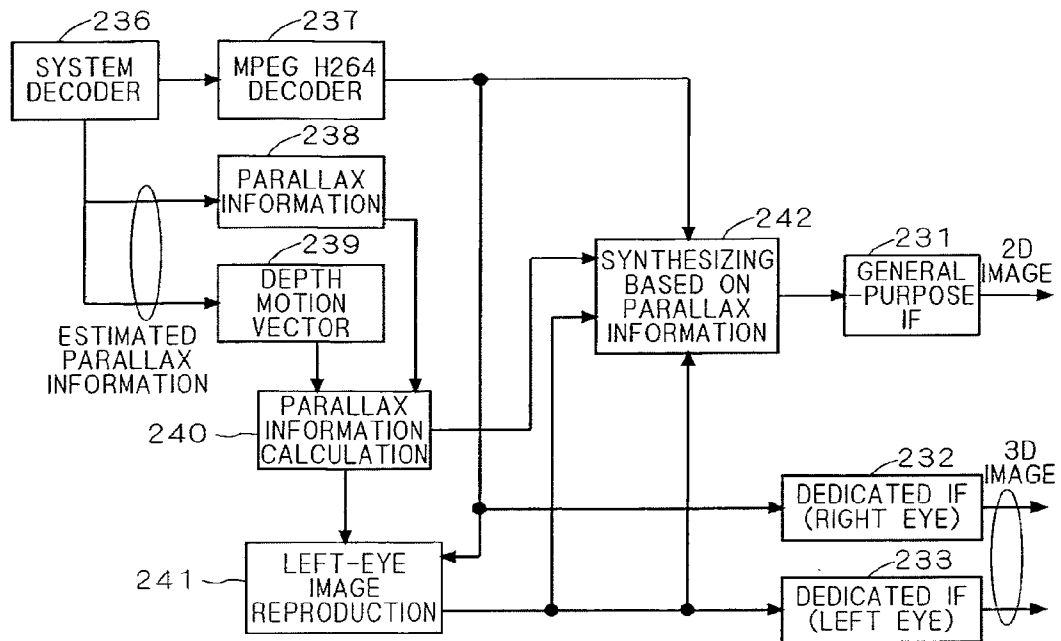 236
SYSTEM
DECODER
237
MPEG H264
DECODER
238
PARALLAX
INFORMATION
239
DEPTH
MOTION
VECTOR
ESTIMATED
PARALLAX
INFORMATION
240
PARALLAX
INFORMATION
CALCULATION
241
LEFT-EYE
IMAGE
REPRODUCTION
242
SYNTHESIZING
BASED ON
PARALLAX
INFORMATION
231
GENERAL
-PURPOSE
IF
2D
IMAGE
232
DEDICATED IF
(RIGHT EYE)
3D
IMAGE
233
DEDICATED IF
(LEFT EYE)